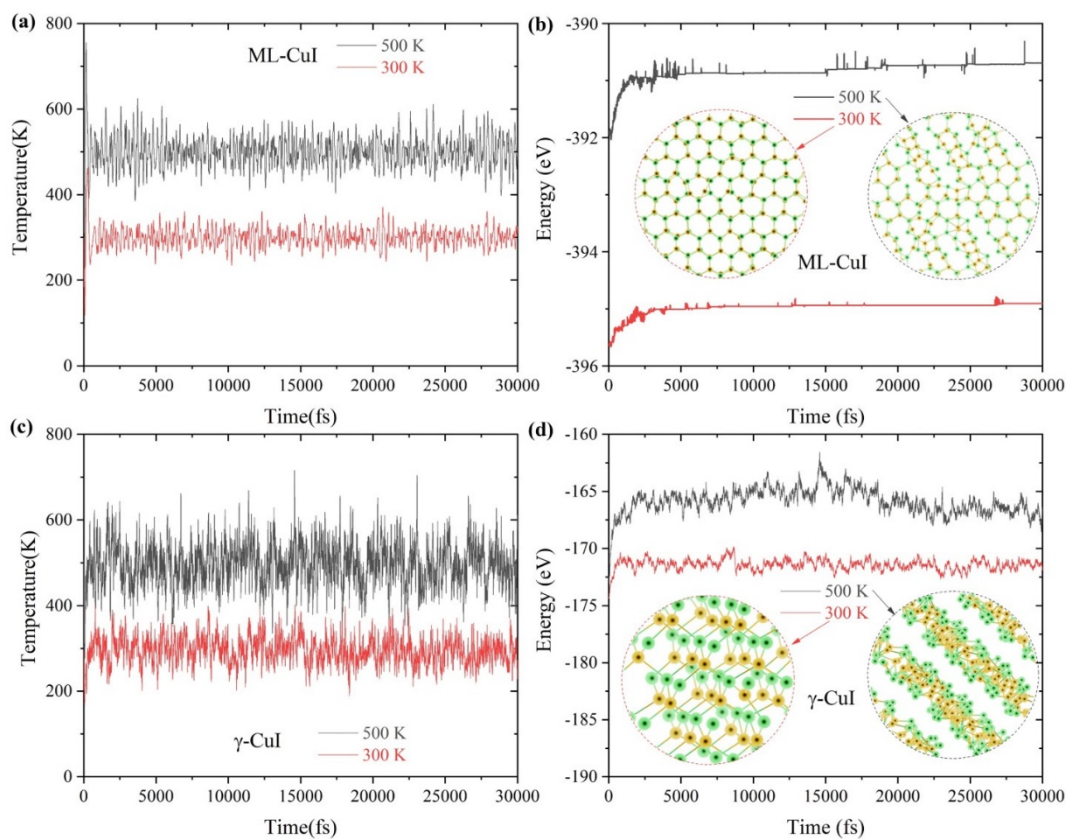 (a)
800
600
400
200
0
Temperature(K)
ML-CuI
500 K
300 K
0 5000 10000 15000 20000 25000 30000
Time(fs)
(b)
-390
-392
-394
-396
Energy (eV)
500 K
300 K
ML-CuI
0 5000 10000 15000 20000 25000 30000
Time (fs)
(c)
800
600
400
200
0
Temperature(K)
γ-CuI
500 K
300 K
0 5000 10000 15000 20000 25000 30000
Time(fs)
(d)
-160
-165
-170
-175
-180
-185
-190
Energy (eV)
500 K
300 K
γ-CuI
0 5000 10000 15000 20000 25000 30000
Time (fs)